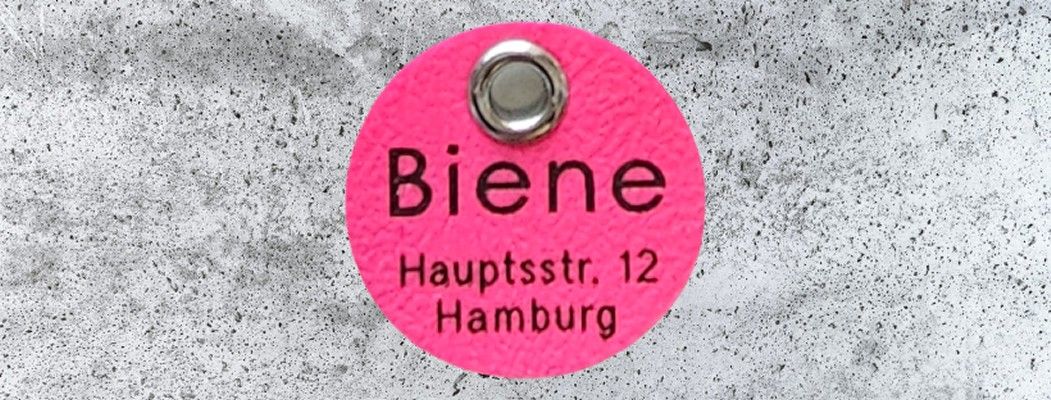 Biene
Hauptsstr. 12
Hamburg